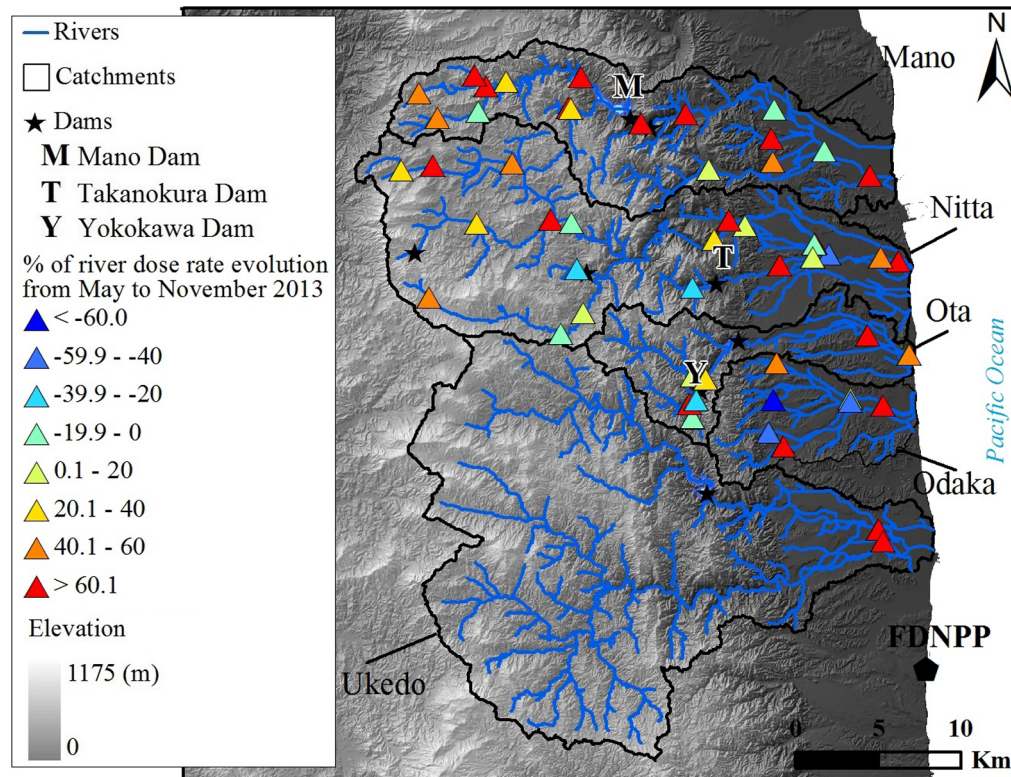 Rivers
Catchments
Dams
M Mano Dam
T Takanokura Dam
Y Yokokawa Dam
% of river dose rate evolution
from May to November 2013
< -60.0
-59.9 - -40
-39.9 - -20
-19.9 - 0
0.1 - 20
20.1 - 40
40.1 - 60
> 60.1
Elevation
1175 (m)
0
N
Mano
M
Nitta
T
Ota
Y
Pacific Ocean
Odaka
Ukedo
FDNPP
0 5 10
Km